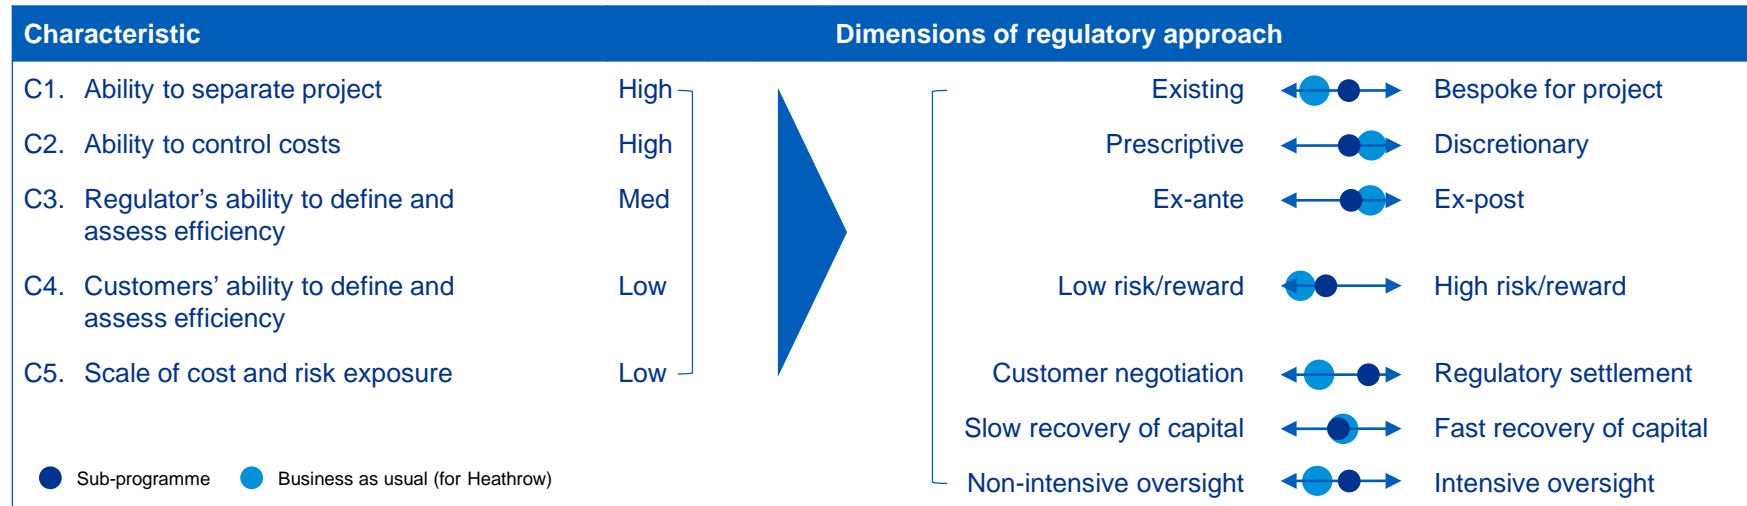 Characteristic Dimensions of regulatory approach
C1. Ability to separate project High
C2. Ability to control costs High
C3. Regulator’s ability to define and Med
assess efficiency
C4. Customers’ ability to define and Low
assess efficiency
C5. Scale of cost and risk exposure Low
Sub-programme Business as usual (for Heathrow)
Existing Bespoke for project
Prescriptive Discretionary
Ex-ante Ex-post
Low risk/reward High risk/reward
Customer negotiation Regulatory settlement
Slow recovery of capital Fast recovery of capital
Non-intensive oversight Intensive oversight